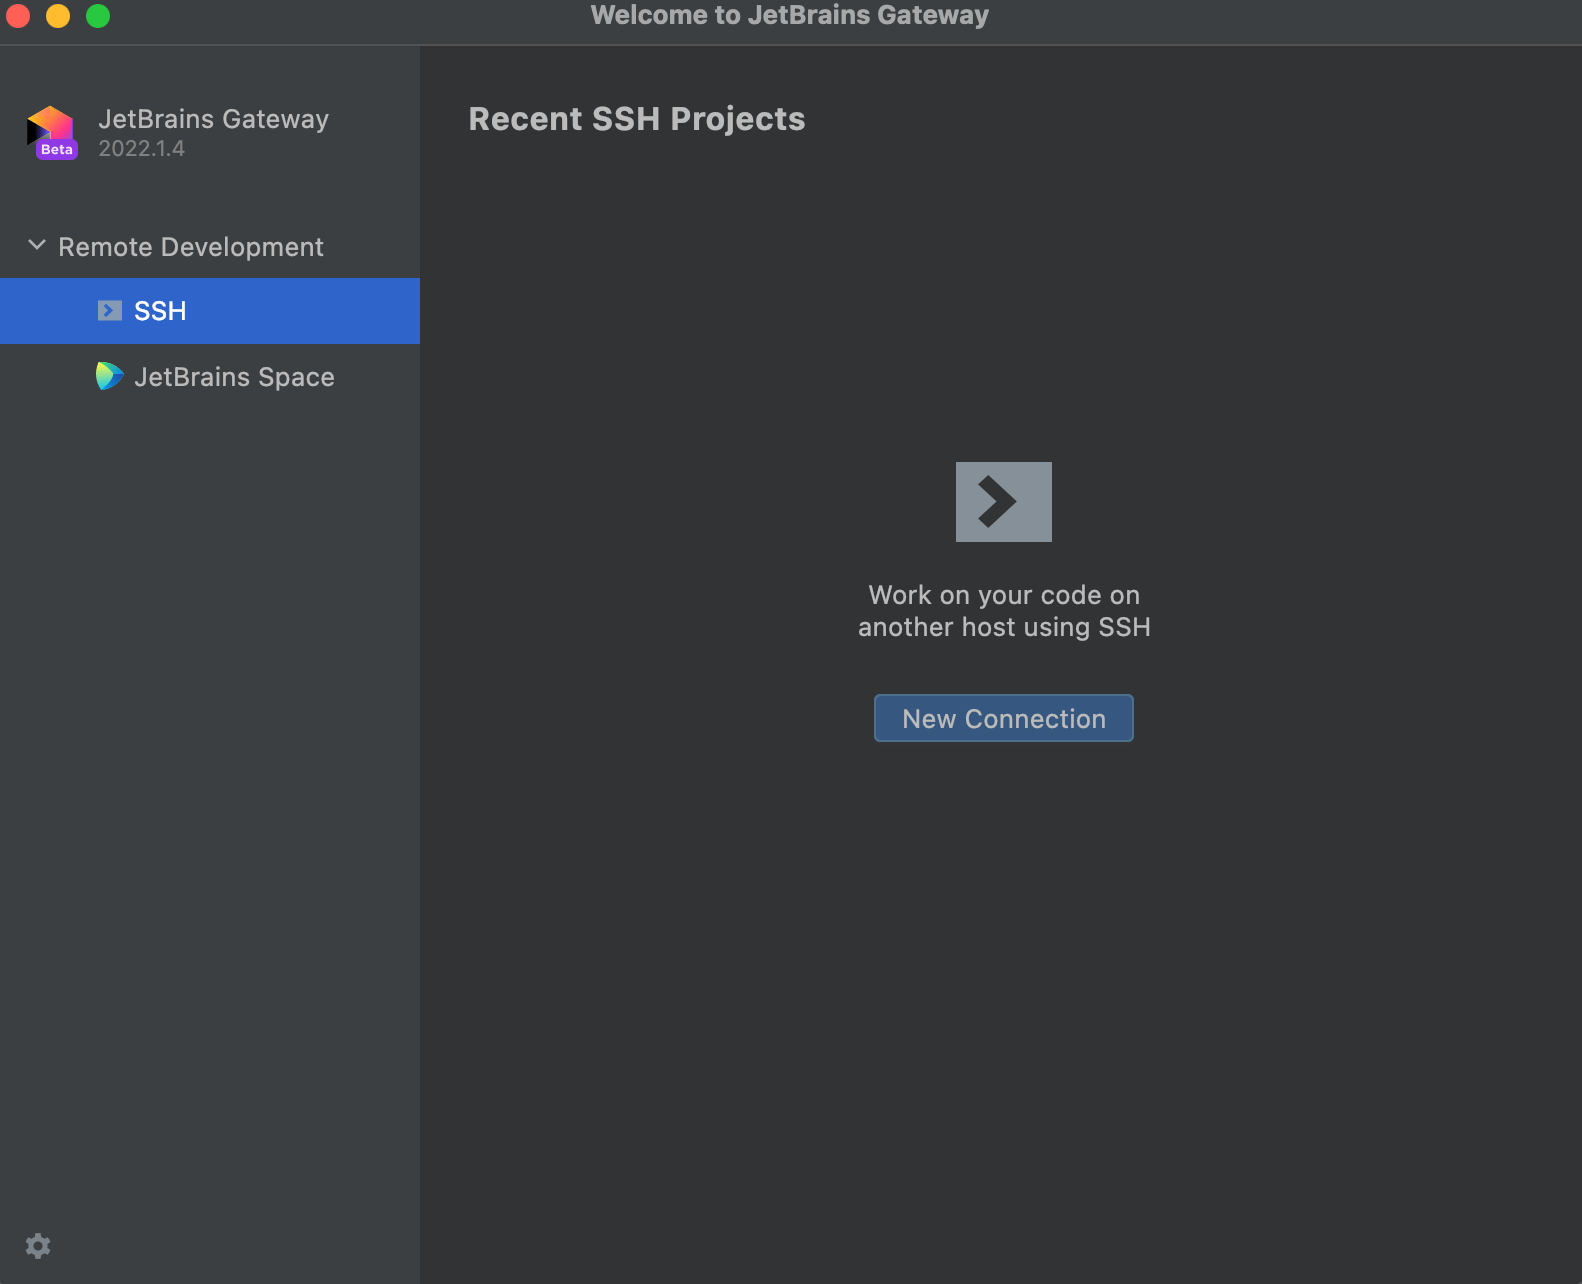 Welcome to JetBrains Gateway
JetBrains Gateway
Beta
2022.1.4
Remote Development
SSH
JetBrains Space
Recent SSH Projects
Work on your code on
another host using SSH
New Connection